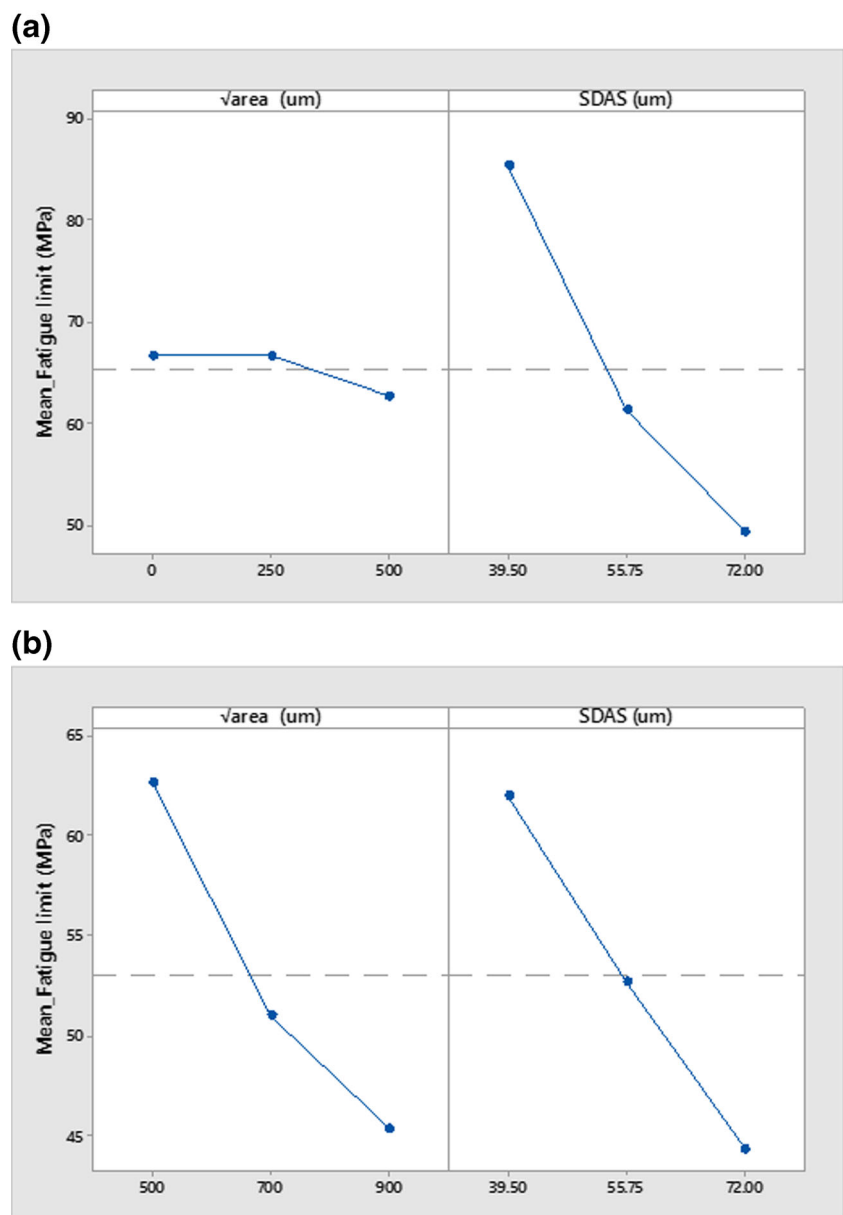 (a)
√area (um) SDAS (um)
90
80
70
60
50
Mean_Fatigue limit (MPa)
0 250 500 39.50 55.75 72.00
(b)
√area (um) SDAS (um)
65
60
55
50
45
Mean_Fatigue limit (MPa)
500 700 900 39.50 55.75 72.00